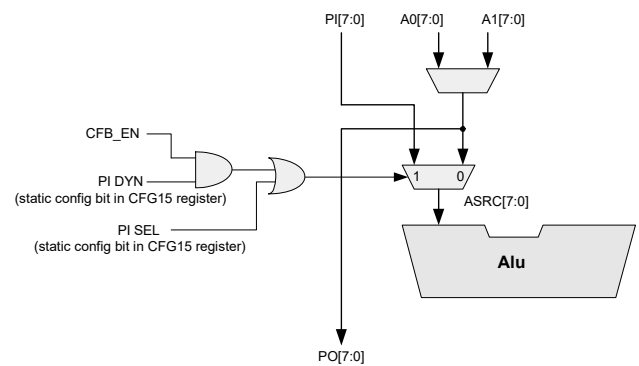 PI[7:0]
A0[7:0]
A1[7:0]
CFB_EN
PI DYN
(static config bit in CFG15 register)
PI SEL
(static config bit in CFG15 register)
1
0
ASRC[7:0]
Alu
PO[7:0]